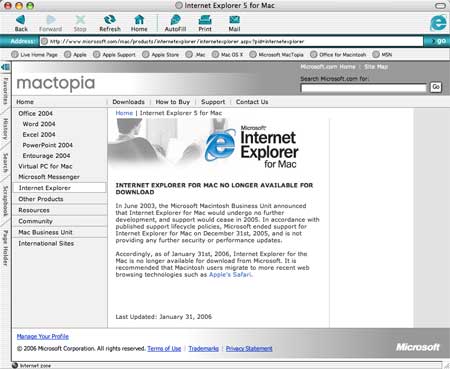 Internet Explorer 5 for Mac
Back Forward Stop Refresh Home AutoFill Print Mail
Address: http://www.microsoft.com/mac/products/internetexplorer/internetexplorer.aspx?pid=internetexplorer go
Live Home Page Apple Apple Support Apple Store Mac Mac OS X Microsoft MacTopia Office for Macintosh MSN
Microsoft.com Home | Site Map
mactopia
Search Microsoft.com for:
Go
Favorites
History
Search
Scrapbook
Page Holder
Home
Downloads | How to Buy | Support | Contact Us
Office 2004
Word 2004
Excel 2004
PowerPoint 2004
Entourage 2004
Virtual PC for Mac
Microsoft Messenger
Internet Explorer
Other Products
Resources
Community
Mac Business Unit
International Sites
Home | Internet Explorer 5 for Mac
Microsoft
Internet
Explorer
for Mac
INTERNET EXPLORER FOR MAC NO LONGER AVAILABLE FOR
DOWNLOAD
In June 2003, the Microsoft Macintosh Business Unit announced
that Internet Explorer for Mac would undergo no further
development, and support would cease in 2005. In accordance with
published support lifecycle policies, Microsoft ended support for
Internet Explorer for Mac on December 31st, 2005, and is not
providing any further security or performance updates.
Accordingly, as of January 31st, 2006, Internet Explorer for the
Mac is no longer available for download from Microsoft. It is
recommended that Macintosh users migrate to more recent web
browsing technologies such as Apple's Safari.
Last Updated: January 31, 2006
Manage Your Profile
© 2006 Microsoft Corporation. All rights reserved. Terms of Use | Trademarks | Privacy Statement
Microsoft
Internet zone